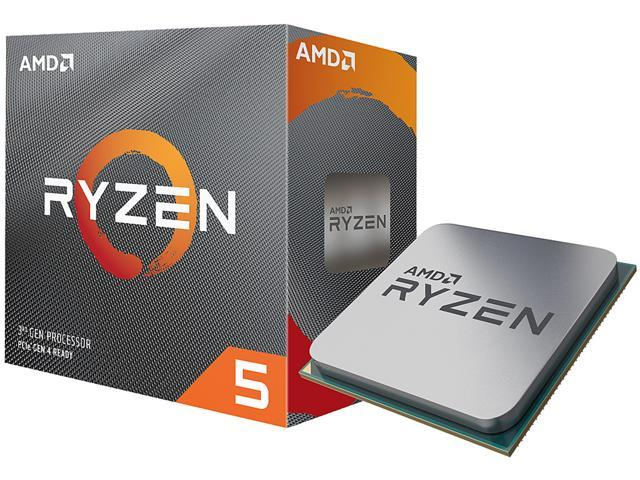 AMD
RYZEN
3rd GEN PROCESSOR
PCIe GEN 4 READY
5
AMD
AMD
RYZEN
AMD
RYZEN